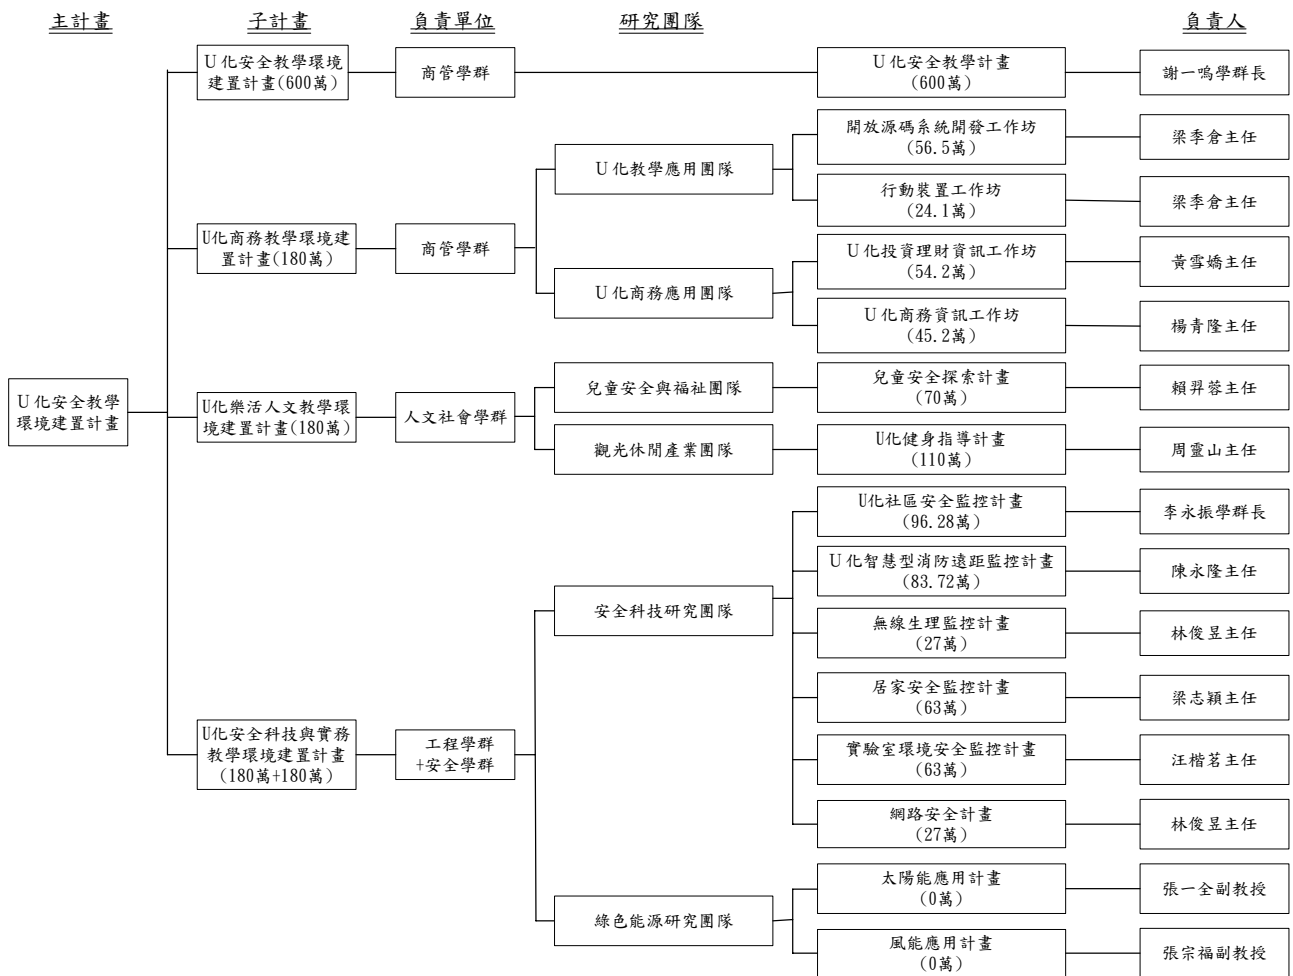 主計畫
子計畫
負責單位
研究團隊
負責人
U化安全教學環境
建置計畫(600萬)
商管學群
U化安全教學計畫
(600萬)
謝一鳴學群長
開放源碼系統開發工作坊
(56.5萬)
梁季倉主任
U化教學應用團隊
行動裝置工作坊
(24.1萬)
梁季倉主任
U化商務教學環境建
置計畫(180萬)
商管學群
U化投資理財資訊工作坊
(54.2萬)
黃雪嬌主任
U化商務應用團隊
U化商務資訊工作坊
(45.2萬)
楊青隆主任
U化安全教學
環境建置計畫
U化樂活人文教學環
境建置計畫(180萬)
人文社會學群
兒童安全與福祉團隊
兒童安全探索計畫
(70萬)
賴羿蓉主任
觀光休閒產業團隊
U化健身指導計畫
(110萬)
周靈山主任
U化社區安全監控計畫
(96.28萬)
李永振學群長
U化智慧型消防遠距監控計畫
(83.72萬)
陳永隆主任
安全科技研究團隊
無線生理監控計畫
(27萬)
林俊昱主任
居家安全監控計畫
(63萬)
梁志穎主任
U化安全科技與實務
教學環境建置計畫
(180萬+180萬)
工程學群
+安全學群
實驗室環境安全監控計畫
(63萬)
汪楷茗主任
網路安全計畫
(27萬)
林俊昱主任
太陽能應用計畫
(0萬)
張一全副教授
綠色能源研究團隊
風能應用計畫
(0萬)
張宗福副教授